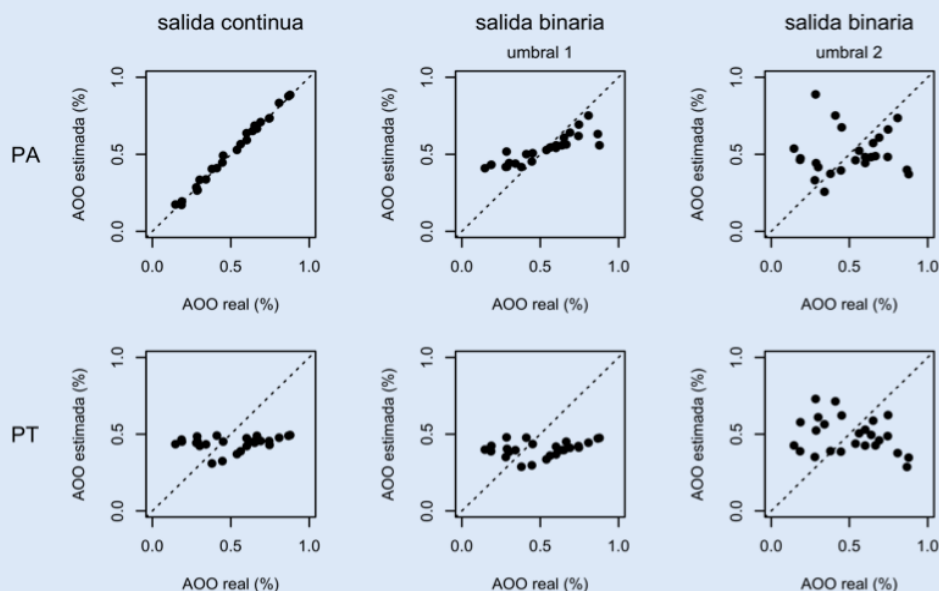 salida continua
salida binaria
salida binaria
umbral 1
umbral 2
PA
AOO estimada (%)
1.0
0.5
0.0
0.0 0.5 1.0
AOO real (%)
AOO estimada (%)
1.0
0.5
0.0
0.0 0.5 1.0
AOO real (%)
AOO estimada (%)
1.0
0.5
0.0
0.0 0.5 1.0
AOO real (%)
PT
AOO estimada (%)
1.0
0.5
0.0
0.0 0.5 1.0
AOO real (%)
AOO estimada (%)
1.0
0.5
0.0
0.0 0.5 1.0
AOO real (%)
AOO estimada (%)
1.0
0.5
0.0
0.0 0.5 1.0
AOO real (%)